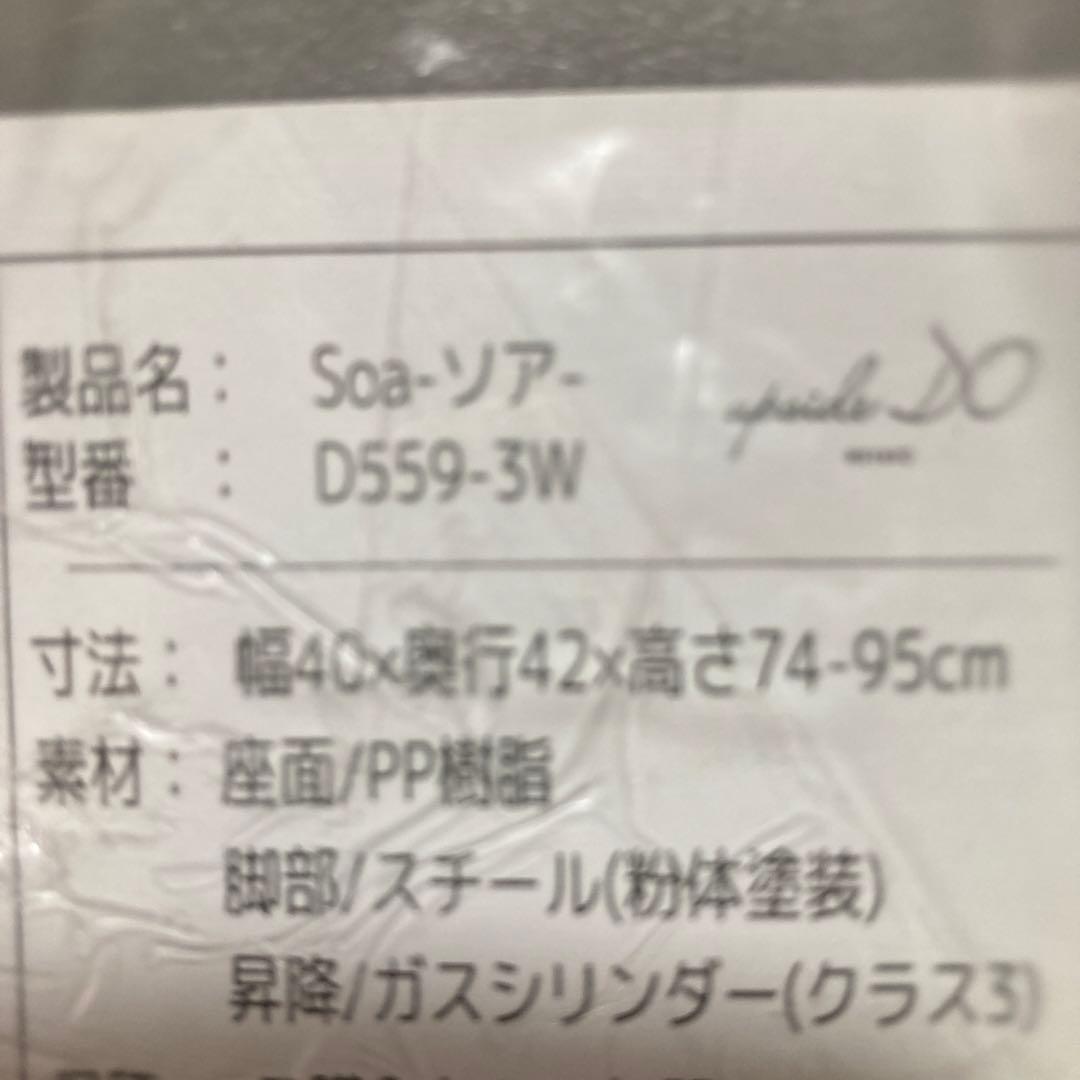 製品名： Soa-ソア-
upside DO
型番 ： D559-3W
寸法： 幅40×奥行42×高さ74-95cm
素材： 座面/PP樹脂
脚部/スチール(粉体塗装)
昇降/ガスシリンダー(クラス3)